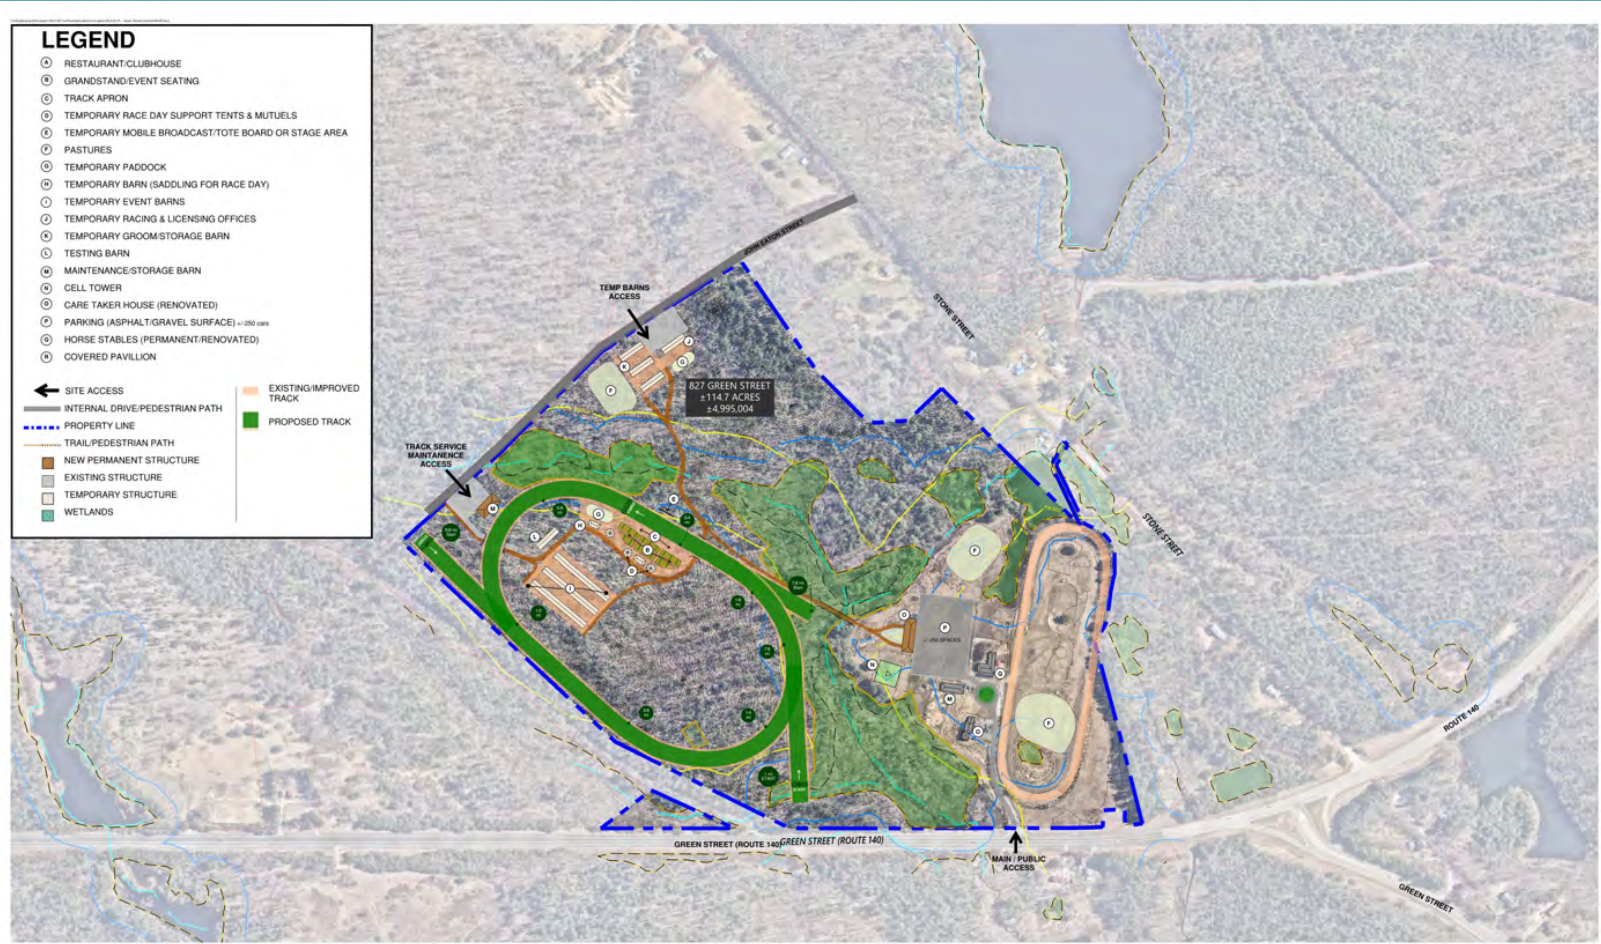 LEGEND
A RESTAURANT/CLUBHOUSE
B GRANDSTAND/EVENT SEATING
C TRACK APRON
D TEMPORARY RACE DAY SUPPORT TENTS & MUTUELS
E TEMPORARY MOBILE BROADCAST/TOTE BOARD OR STAGE AREA
F PASTURES
G TEMPORARY PADDOCK
H TEMPORARY BARN (SADDLING FOR RACE DAY)
I TEMPORARY EVENT BARNS
J TEMPORARY RACING & LICENSING OFFICES
K TEMPORARY GROOM/STORAGE BARN
L TESTING BARN
M MAINTENANCE/STORAGE BARN
N CELL TOWER
O CARE TAKER HOUSE (RENOVATED)
P PARKING (ASPHALT/GRAVEL SURFACE) +/-250 cars
HORSE STABLES (PERMANENT/RENOVATED)
R COVERED PAVILLION
SITE ACCESS
INTERNAL DRIVE/PEDESTRIAN PATH
PROPERTY LINE
TRAIL/PEDESTRIAN PATH
NEW PERMANENT STRUCTURE
EXISTING STRUCTURE
TEMPORARY STRUCTURE
WETLANDS
EXISTING/IMPROVED
TRACK
PROPOSED TRACK
JOHN EATON STREET
TEMP BARNS
ACCESS
STONE STREET
J
K
G
F
827 GREEN STREET
±114.7 ACRES
±4,995,004
TRACK SERVICE
MAINTANENCE
ACCESS
STONE STREET
M
E
G
H
C
L
B
D
I
F
P
+/-250 SPACES
N
M
F
ROUTE 140
START
GREEN STREET (ROUTE 140)
GREEN STREET (ROUTE 140)
MAIN / PUBLIC
ACCESS
GREEN STREET